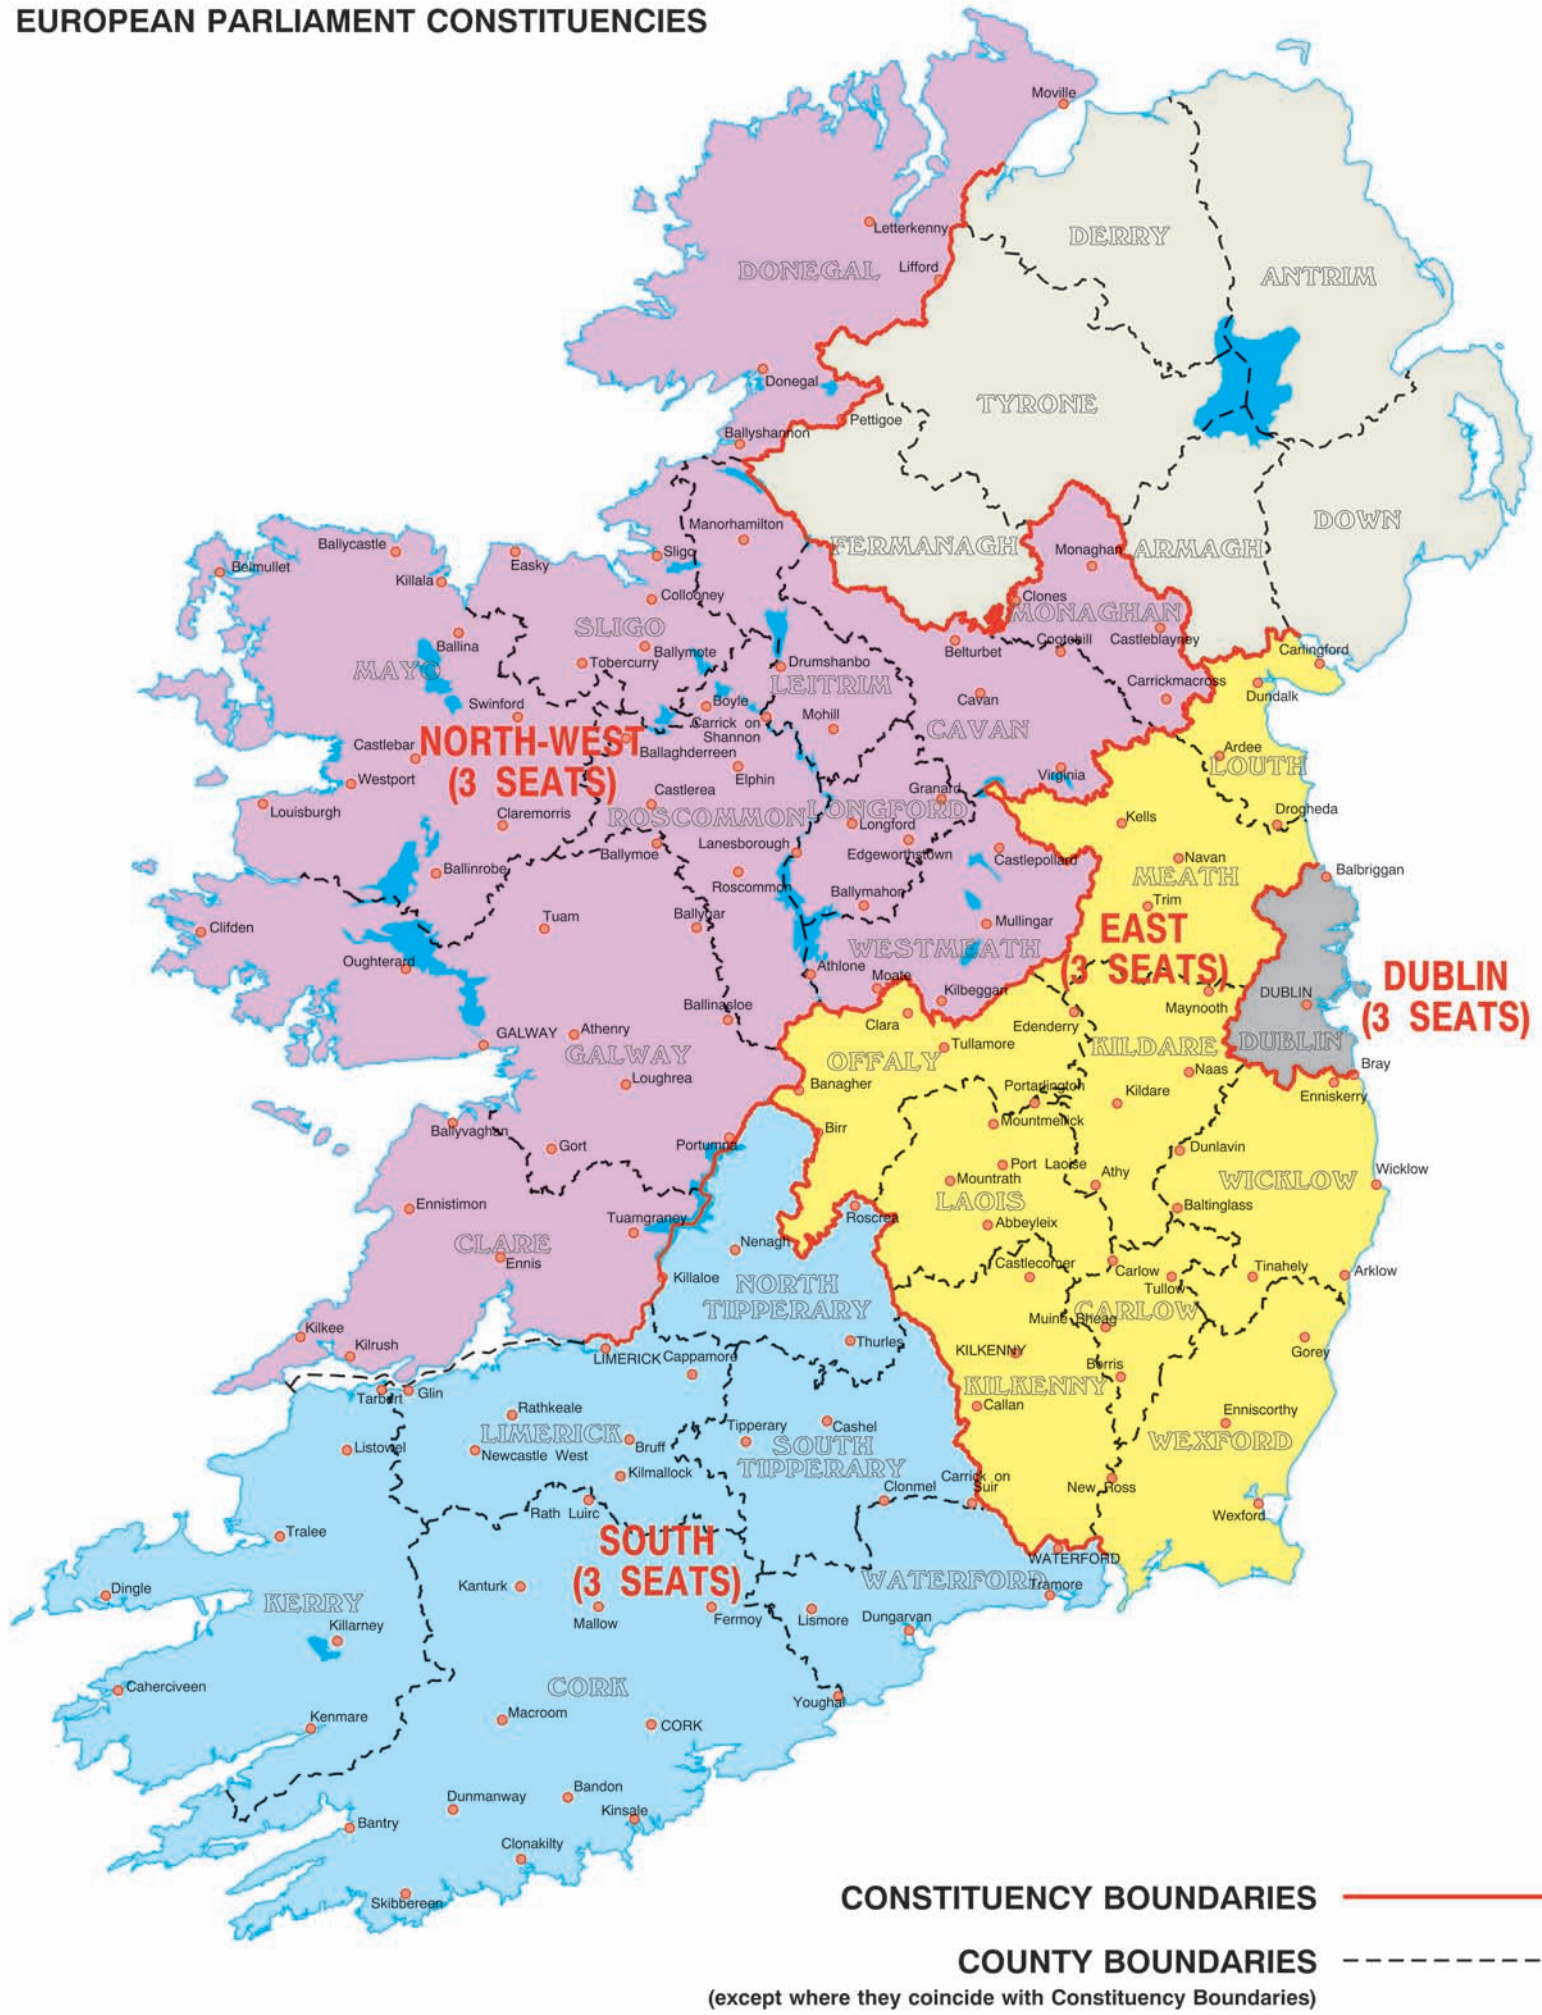 EUROPEAN PARLIAMENT CONSTITUENCIES
Moville
Letterkenny
DERRY
Lifford
DONEGAL
ANTRIM
Donegal
TYRONE
Pettigoe
Ballyshannon
DOWN
Manorhamilton
Ballycastle
Sligo
FERMANAGH
Monaghan
ARMAGH
Belmullet
Easky
Killala
Collooney
Clones
MONAGHAN
SLIGO
Ballina
Ballymote
Belturbet
Cootehill
Castleblayney
Carlingford
MAYO
Tobercurry
Drumshanbo
LEITRIM
Carrickmacross
Dundalk
Swinford
Boyle
Cavan
Mohill
Carrick on
Shannon
CAVAN
Castlebar
NORTH-WEST
(3 SEATS)
Ballaghderreen
Ardee
LOUTH
Westport
Elphin
Virginia
Castlerea
Granard
Louisburgh
Claremorris
ROSCOMMON
LONGFORD
Longford
Kells
Drogheda
Ballymoe
Lanesborough
Edgeworthstown
Castlepollard
Navan
Ballinrobe
Roscommon
MEATH
Balbriggan
Ballymahon
Trim
Tuam
Ballygar
Mullingar
Clifden
EAST
(3 SEATS)
WESTMEATH
Oughterard
Athlone
Moate
DUBLIN
(3 SEATS)
Kilbeggan
Maynooth
DUBLIN
Ballinasloe
Clara
Edenderry
GALWAY
Athenry
Tullamore
KILDARE
DUBLIN
GALWAY
OFFALY
Bray
Loughrea
Banagher
Portarlington
Kildare
Naas
Enniskerry
Ballyvaghan
Mountmellick
Birr
Gort
Portumna
Dunlavin
Port Laoise
Athy
Wicklow
Mountrath
WICKLOW
LAOIS
Ennistimon
Baltinglass
Tuamgraney
Roscrea
Abbeyleix
CLARE
Nenagh
Ennis
Castlecomer
Carlow
Tinahely
Arklow
Killaloe
NORTH
TIPPERARY
Tullow
CARLOW
Muine Bheag
Kilkee
Kilrush
Thurles
KILKENNY
Gorey
LIMERICK
Cappamore
Borris
KILKENNY
Tarbert
Glin
Callan
Rathkeale
Enniscorthy
LIMERICK
Tipperary
Cashel
Listowel
Bruff
SOUTH
TIPPERARY
WEXFORD
Newcastle West
Kilmallock
Carrick on
Suir
Clonmel
New Ross
Rath Luirc
Wexford
Tralee
SOUTH
(3 SEATS)
WATERFORD
Dingle
Kanturk
WATERFORD
Tramore
KERRY
Mallow
Fermoy
Lismore
Dungarvan
Killarney
Caherciveen
CORK
Youghal
Kenmare
Macroom
CORK
Bandon
Dunmanway
Kinsale
Bantry
Clonakilty
Skibbereen
CONSTITUENCY BOUNDARIES
COUNTY BOUNDARIES
(except where they coincide with Constituency Boundaries)